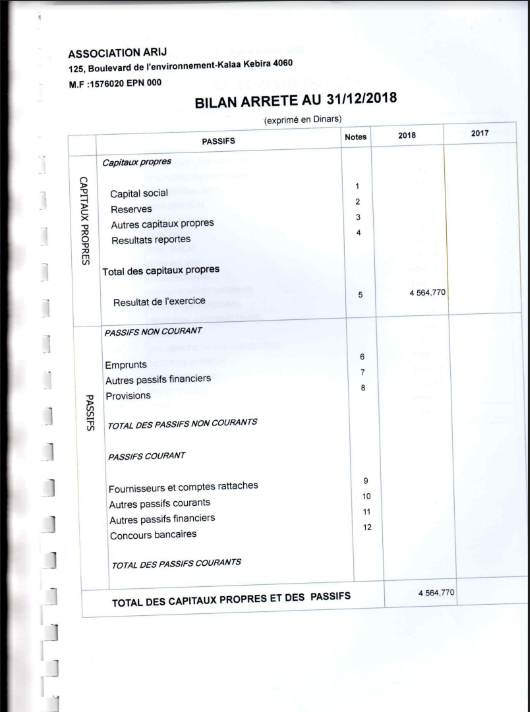 ASSOCIATION ARIJ
125, Boulevard de l'environnement-Kalaa Kebira 4060
M.F :1576020 EPN 000
BILAN ARRETE AU 31/12/2018
(exprimé en Dinars)
PASSIFS Notes 2018 2017
CAPITAUX PROPRES
Capitaux propres
Capital social 1
Reserves 2
Autres capitaux propres 3
Resultats reportes 4
Total des capitaux propres
Resultat de l'exercice 5 4 564,770
PASSIFS
PASSIFS NON COURANT
Emprunts 6
Autres passifs financiers 7
Provisions 8
TOTAL DES PASSIFS NON COURANTS
PASSIFS COURANT
Fournisseurs et comptes rattaches 9
Autres passifs courants 10
Autres passifs financiers 11
Concours bancaires 12
TOTAL DES PASSIFS COURANTS
TOTAL DES CAPITAUX PROPRES ET DES PASSIFS 4 564,770